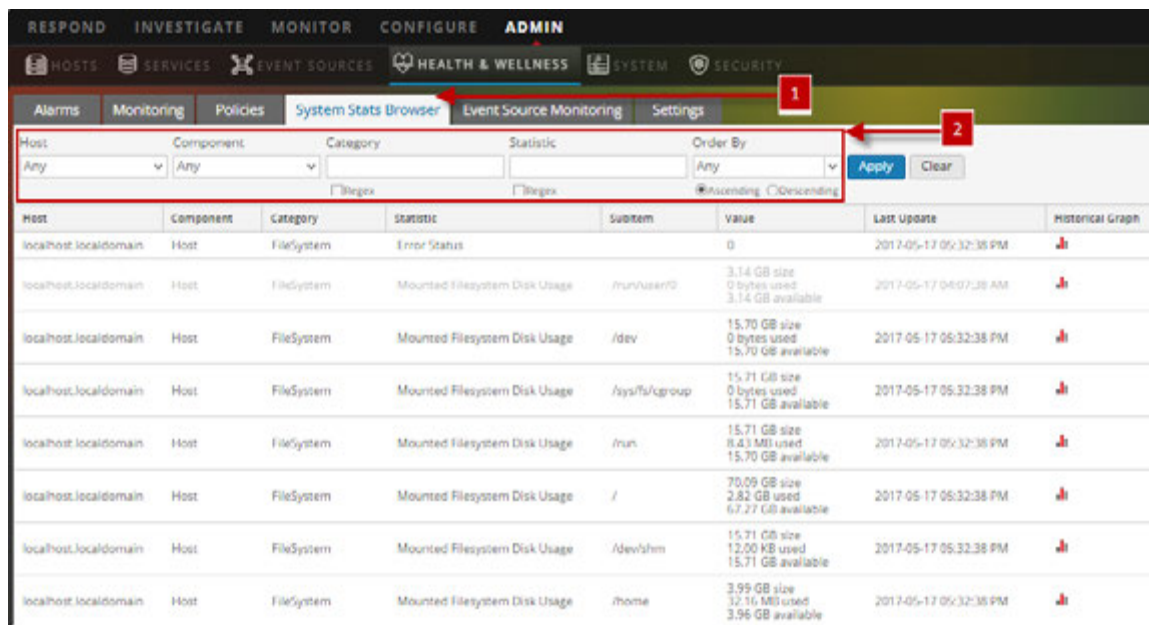 RESPOND INVESTIGATE MONITOR CONFIGURE ADMIN
HOSTS SERVICES EVENT SOURCES HEALTH & WELLNESS SYSTEM SECURITY
Alarms Monitoring Policies System Stats Browser Event Source Monitoring Settings
1
2
Host Component Category Statistic Order By
Any Any Any Apply Clear
Regex Regex Ascending Descending
Host Component Category Statistic Subitem Value Last Update Historical Graph
localhost.localdomain Host FileSystem Error Status 0 2017-05-17 05:32:38 PM
localhost.localdomain Host FileSystem Mounted Filesystem Disk Usage /run/user/0 3.14 GB size
0 bytes used
3.14 GB available 2017-05-17 04:07:38 AM
localhost.localdomain Host FileSystem Mounted Filesystem Disk Usage /dev 15.70 GB size
0 bytes used
15.70 GB available 2017-05-17 05:32:38 PM
localhost.localdomain Host FileSystem Mounted Filesystem Disk Usage /sys/fs/cgroup 15.71 GB size
0 bytes used
15.71 GB available 2017-05-17 05:32:38 PM
localhost.localdomain Host FileSystem Mounted Filesystem Disk Usage /run 15.71 GB size
8.43 MB used
15.70 GB available 2017-05-17 05:32:38 PM
localhost.localdomain Host FileSystem Mounted Filesystem Disk Usage / 70.09 GB size
2.82 GB used
67.27 GB available 2017-05-17 05:32:38 PM
localhost.localdomain Host FileSystem Mounted Filesystem Disk Usage /dev/shm 15.71 GB size
12.00 KB used
15.71 GB available 2017-05-17 05:32:38 PM
localhost.localdomain Host FileSystem Mounted Filesystem Disk Usage /home 3.99 GB size
32.16 MB used
3.96 GB available 2017-05-17 05:32:38 PM